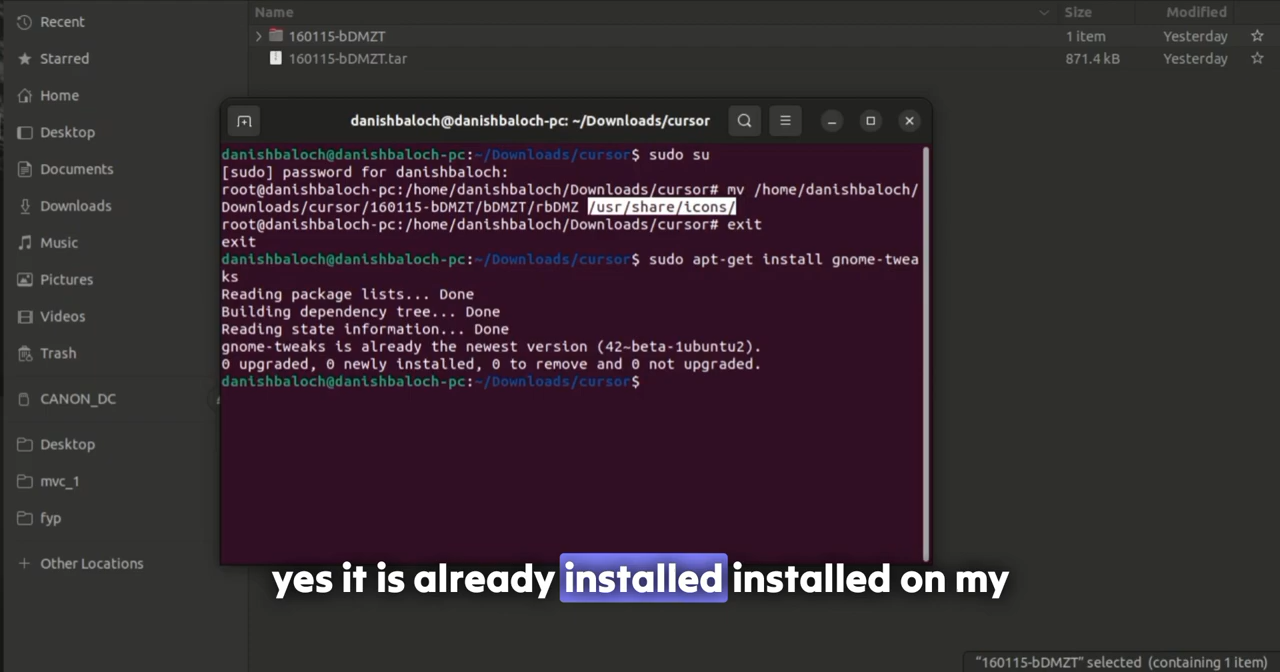 Recent
Starred
Home
Desktop
Documents
Downloads
Music
Pictures
Videos
Trash
CANON_DC
Desktop
mvc_1
fyp
Other Locations
Name Size Modified
160115-bDMZT 1 item Yesterday
160115-bDMZT.tar 871.4 kB Yesterday
danishbaloch@danishbaloch-pc: ~/Downloads/cursor
danishbaloch@danishbaloch-pc:~/Downloads/cursor$ sudo su
[sudo] password for danishbaloch:
root@danishbaloch-pc:/home/danishbaloch/Downloads/cursor# mv /home/danishbaloch/
Downloads/cursor/160115-bDMZT/bDMZT/rbDMZ /usr/share/icons/
root@danishbaloch-pc:/home/danishbaloch/Downloads/cursor# exit
exit
danishbaloch@danishbaloch-pc:~/Downloads/cursor$ sudo apt-get install gnome-twea
ks
Reading package lists... Done
Building dependency tree... Done
Reading state information... Done
gnome-tweaks is already the newest version (42~beta-1ubuntu2).
0 upgraded, 0 newly installed, 0 to remove and 0 not upgraded.
danishbaloch@danishbaloch-pc:~/Downloads/cursor$
yes it is already installed installed on my
"160115-bDMZT" selected (containing 1 item)